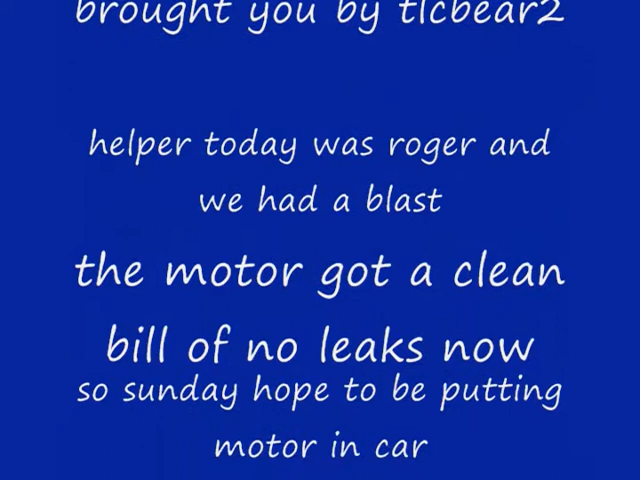 brought you by tlcbear2
helper today was roger and
we had a blast
the motor got a clean
bill of no leaks now
so sunday hope to be putting
motor in car